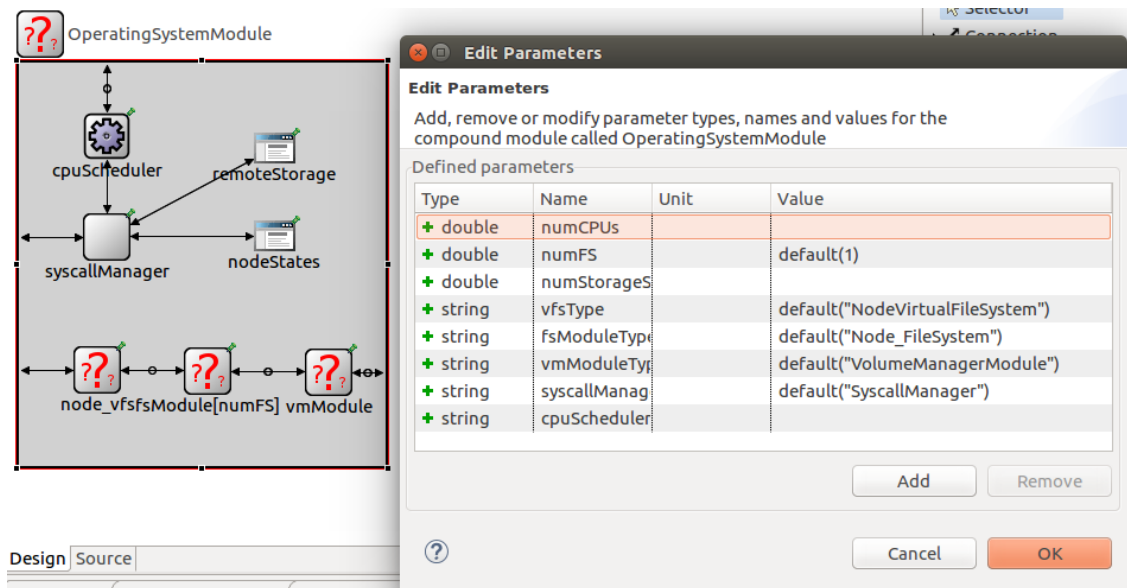 Selector
Connection
OperatingSystemModule
cpuScheduler
remoteStorage
syscallManager
nodeStates
node_vfs
fsModule[numFS]
vmModule
Design
Source
Edit Parameters
Edit Parameters
Add, remove or modify parameter types, names and values for the
compound module called OperatingSystemModule
Defined parameters
Type Name Unit Value
double numCPUs
double numFS default(1)
double numStorageS
string vfsType default("NodeVirtualFileSystem")
string fsModuleType default("Node_FileSystem")
string vmModuleTyp default("VolumeManagerModule")
string syscallManag default("SyscallManager")
string cpuScheduler
Add Remove
Cancel OK